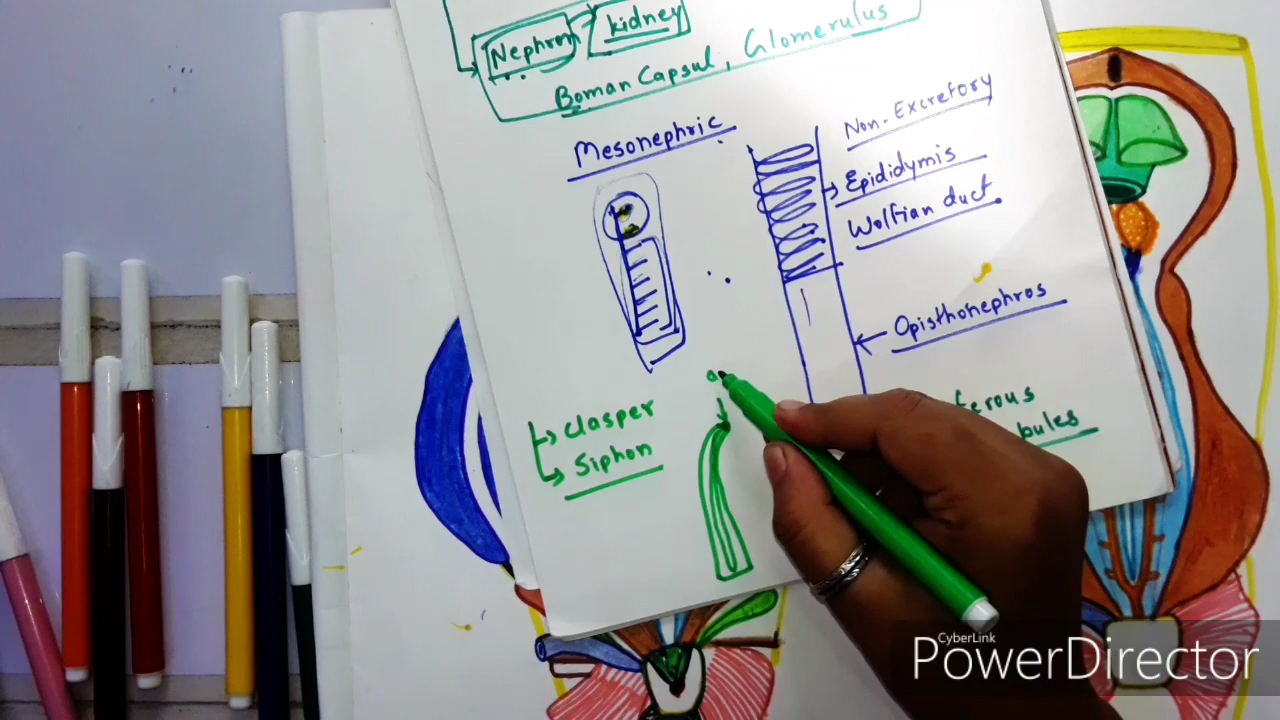 Nephron
kidney
Boman Capsul, Glomerulus
Mesonephric
Non-Excretory
Epididymis
Wolfian duct
Opisthonephros
Clasper
Siphon
CyberLink
PowerDirector